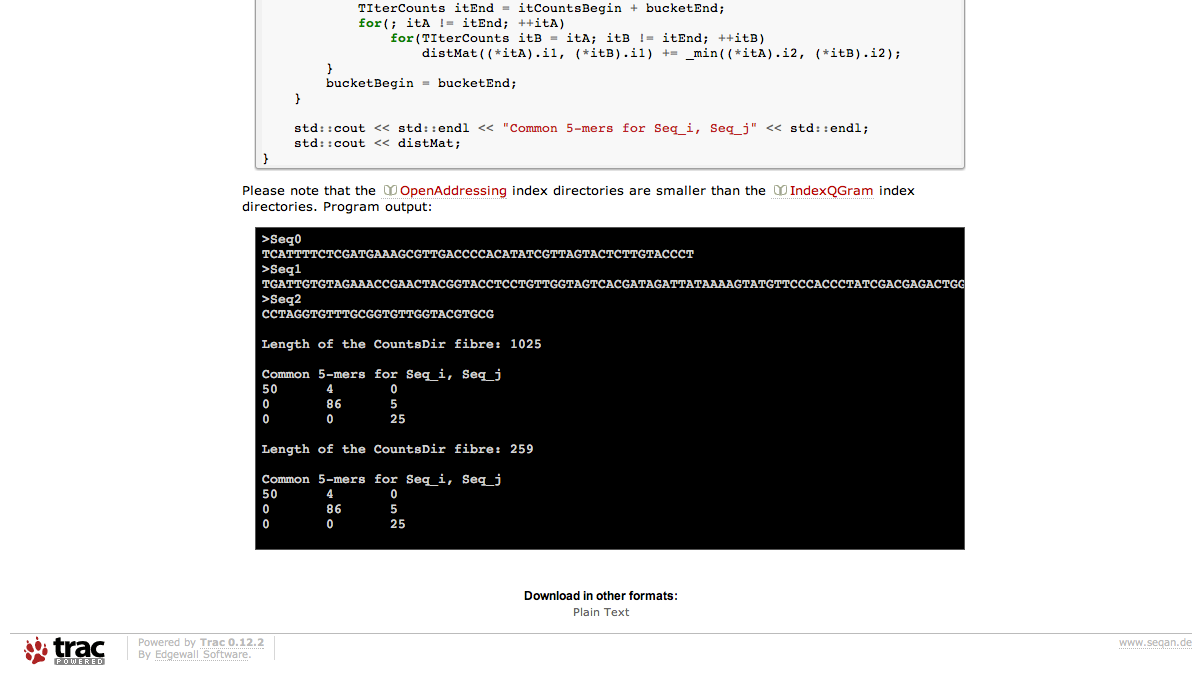 TIterCounts itEnd = itCountsBegin + bucketEnd;
for(; itA != itEnd; ++itA)
for(TIterCounts itB = itA; itB != itEnd; ++itB)
distMat((*itA).i1, (*itB).i1) += _min((*itA).i2, (*itB).i2);
}
bucketBegin = bucketEnd;
}
std::cout << std::endl << "Common 5-mers for Seq_i, Seq_j" << std::endl;
std::cout << distMat;
}
Please note that the OpenAddressing index directories are smaller than the IndexQGram index
directories. Program output:
>Seq0
TCATTTTCTCGATGAAAGCGTTGACCCCACATATCGTTAGTACTCTTGTACCCT
>Seq1
TGATTGTGTAGAAACCGAACTACGGTACCTCCTGTTGGTAGTCACGATAGATTATAAAAGTATGTTCCCACCCTATCGACGAGACTGG
>Seq2
CCTAGGTGTTTGCGGTGTTGGTACGTGCG
Length of the CountsDir fibre: 1025
Common 5-mers for Seq_i, Seq_j
50 4 0
0 86 5
0 0 25
Length of the CountsDir fibre: 259
Common 5-mers for Seq_i, Seq_j
50 4 0
0 86 5
0 0 25
Download in other formats:
Plain Text
trac
POWERED
Powered by Trac 0.12.2
By Edgewall Software.
www.seqan.de